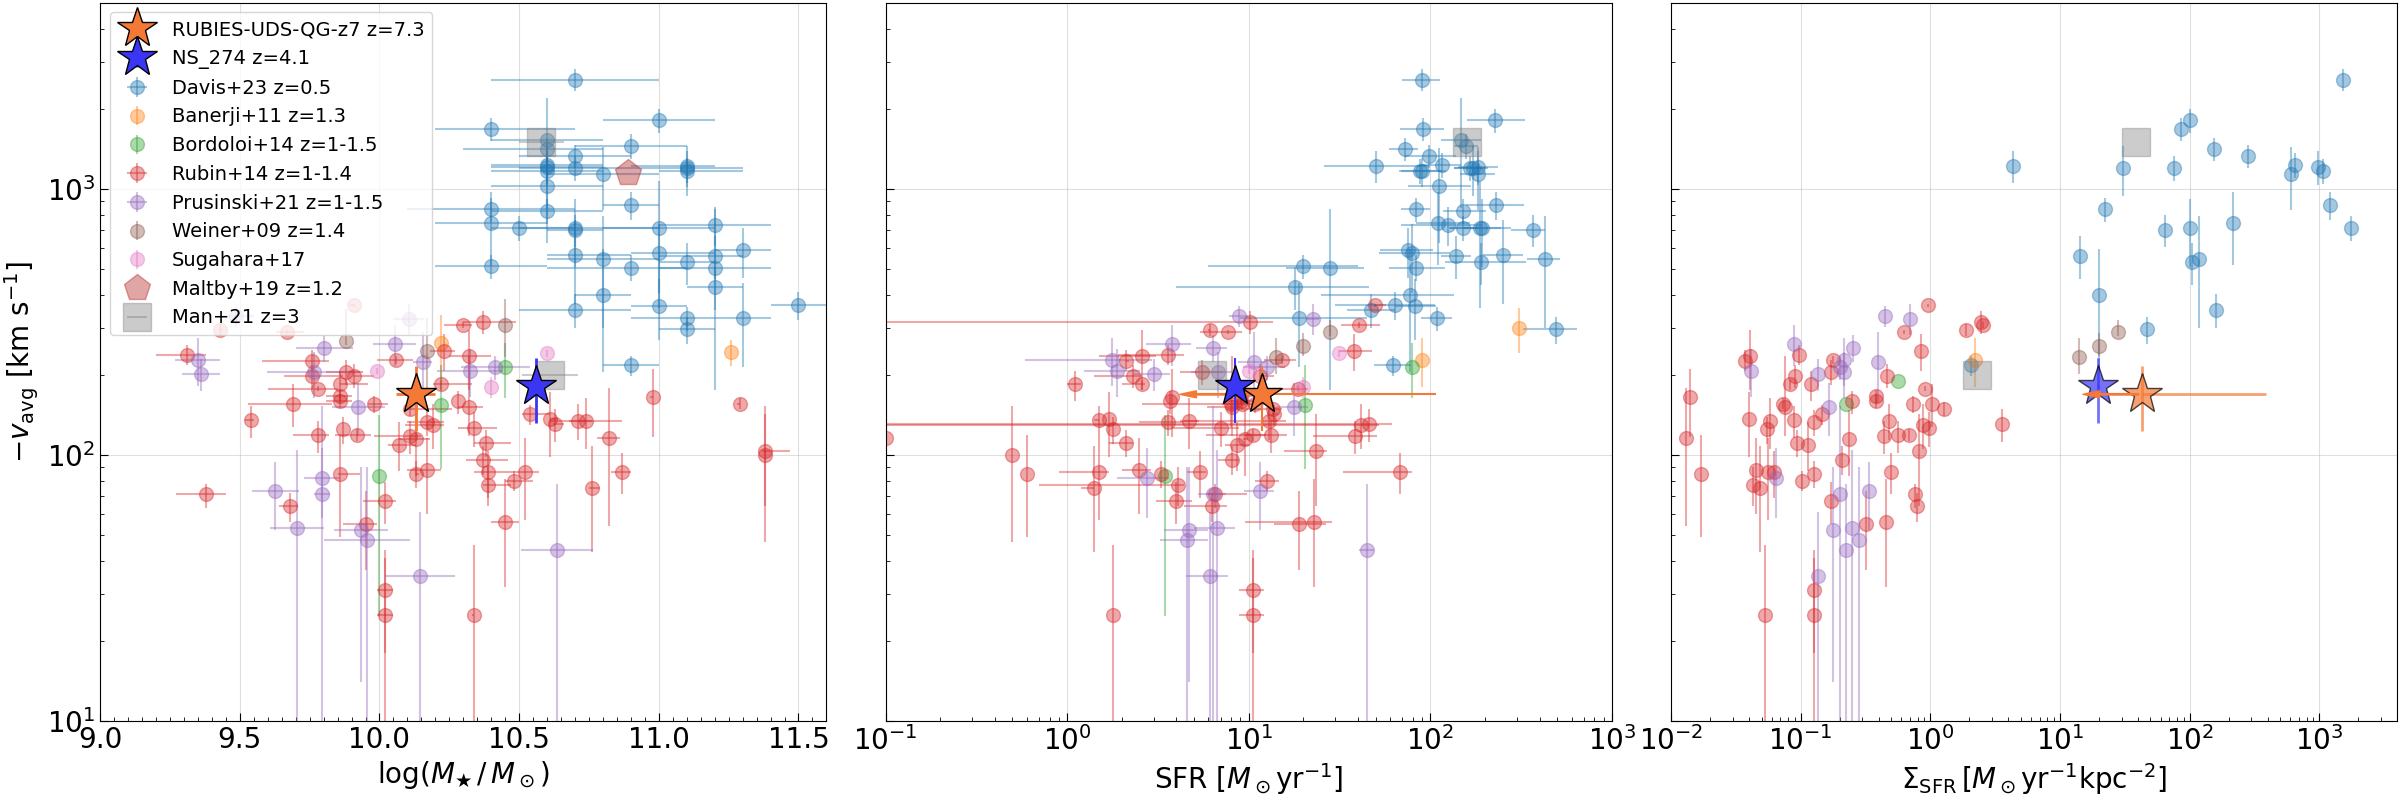 RUBIES-UDS-QG-z7 z=7.3
NS_274 z=4.1
Davis+23 z=0.5
Banerji+11 z=1.3
Bordoloi+14 z=1-1.5
Rubin+14 z=1-1.4
Prusinski+21 z=1-1.5
Weiner+09 z=1.4
Sugahara+17
Maltby+19 z=1.2
Man+21 z=3
−v_avg [km s⁻¹]
10³
10²
10¹
9.0 9.5 10.0 10.5 11.0 11.5
log(M★/M⊙)
10⁻¹ 10⁰ 10¹ 10² 10³
SFR [M⊙yr⁻¹]
10⁻² 10⁻¹ 10⁰ 10¹ 10² 10³
Σ_SFR [M⊙yr⁻¹kpc⁻²]